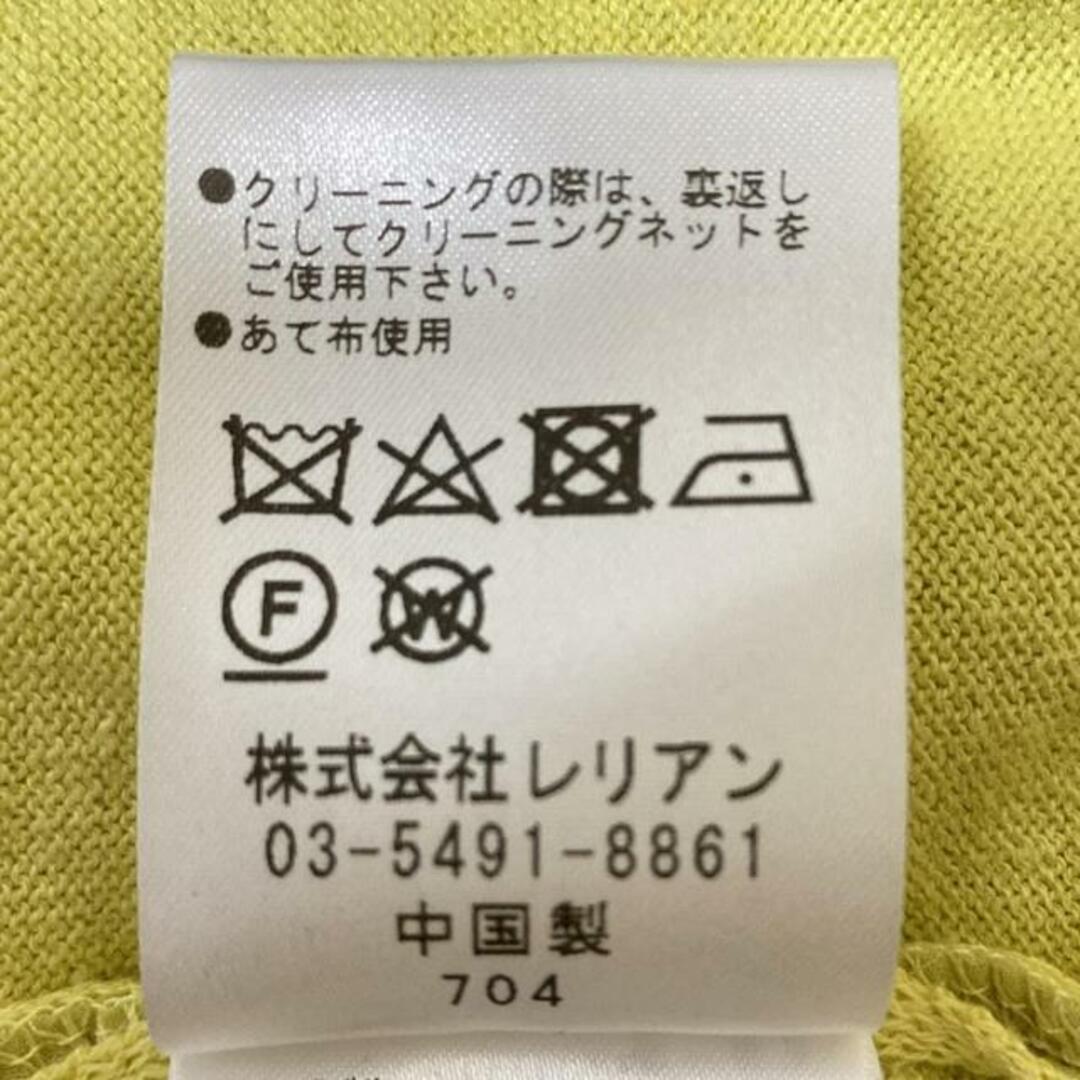 ●クリーニングの際は、裏返し
にしてクリーニングネットを
ご使用下さい。
●あて布使用
F W
株式会社レリアン
03-5491-8861
中国製
704